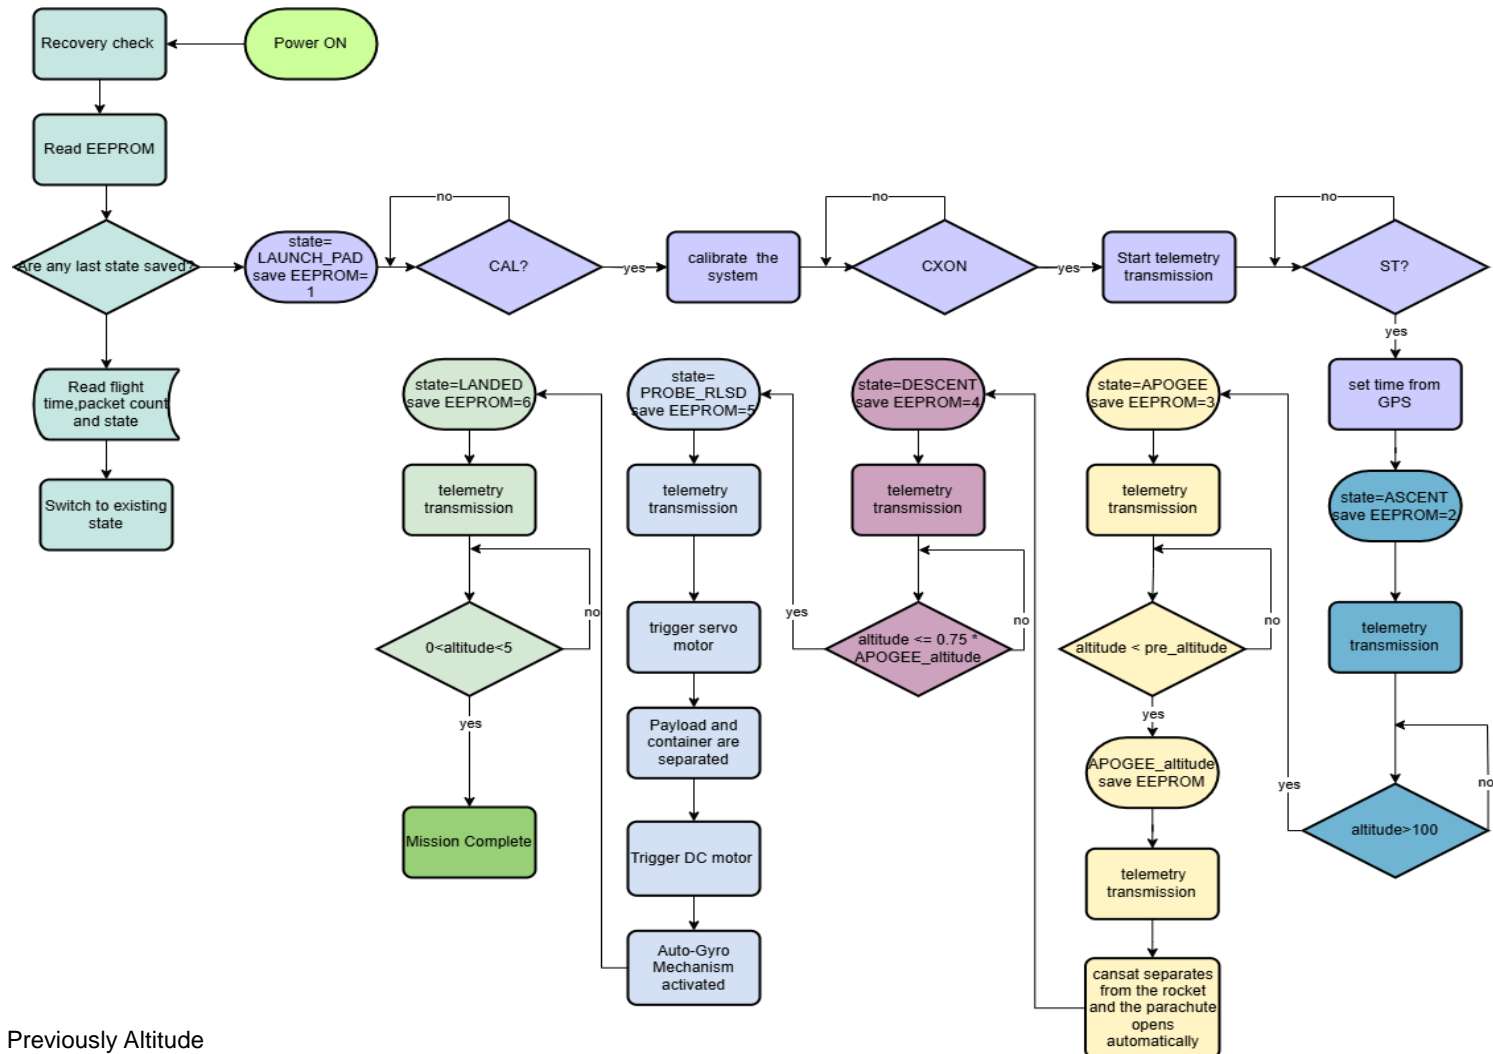 Recovery check
Power ON
Read EEPROM
Are any last state saved?
state=
LAUNCH_PAD
save EEPROM=
1
no
CAL?
yes
calibrate the
system
no
CXON
yes
Start telemetry
transmission
no
ST?
yes
Read flight
time,packet count
and state
Switch to existing
state
set time from
GPS
state=ASCENT
save EEPROM=2
telemetry
transmission
no
altitude>100
yes
state=APOGEE
save EEPROM=3
telemetry
transmission
no
altitude < pre_altitude
yes
APOGEE_altitude
save EEPROM
telemetry
transmission
cansat separates
from the rocket
and the parachute
opens
automatically
state=DESCENT
save EEPROM=4
telemetry
transmission
no
altitude <= 0.75 *
APOGEE_altitude
yes
state=
PROBE_RLSD
save EEPROM=5
telemetry
transmission
trigger servo
motor
Payload and
container are
separated
Trigger DC motor
Auto-Gyro
Mechanism
activated
state=LANDED
save EEPROM=6
telemetry
transmission
no
0<altitude<5
yes
Mission Complete
Previously Altitude